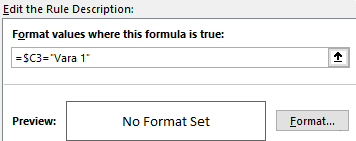 Edit the Rule Description:
Format values where this formula is true:
=$C3="Vara 1"
Preview: No Format Set Format...